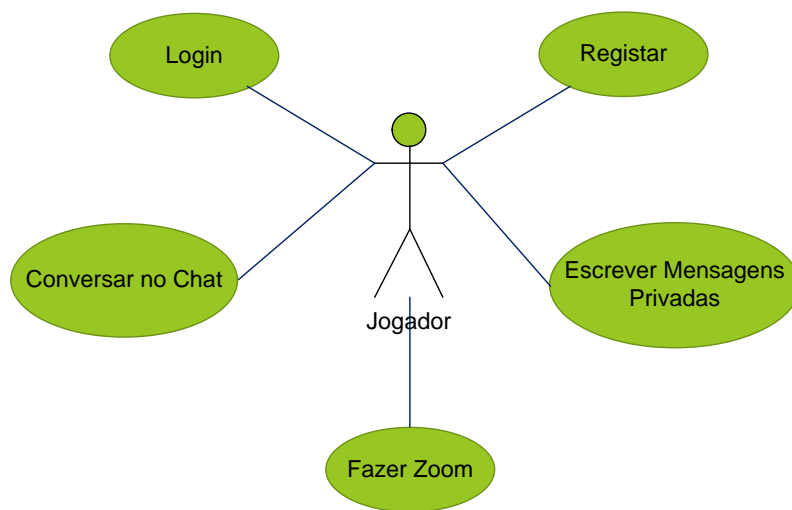 Login
Registar
Conversar no Chat
Escrever Mensagens
Privadas
Jogador
Fazer Zoom